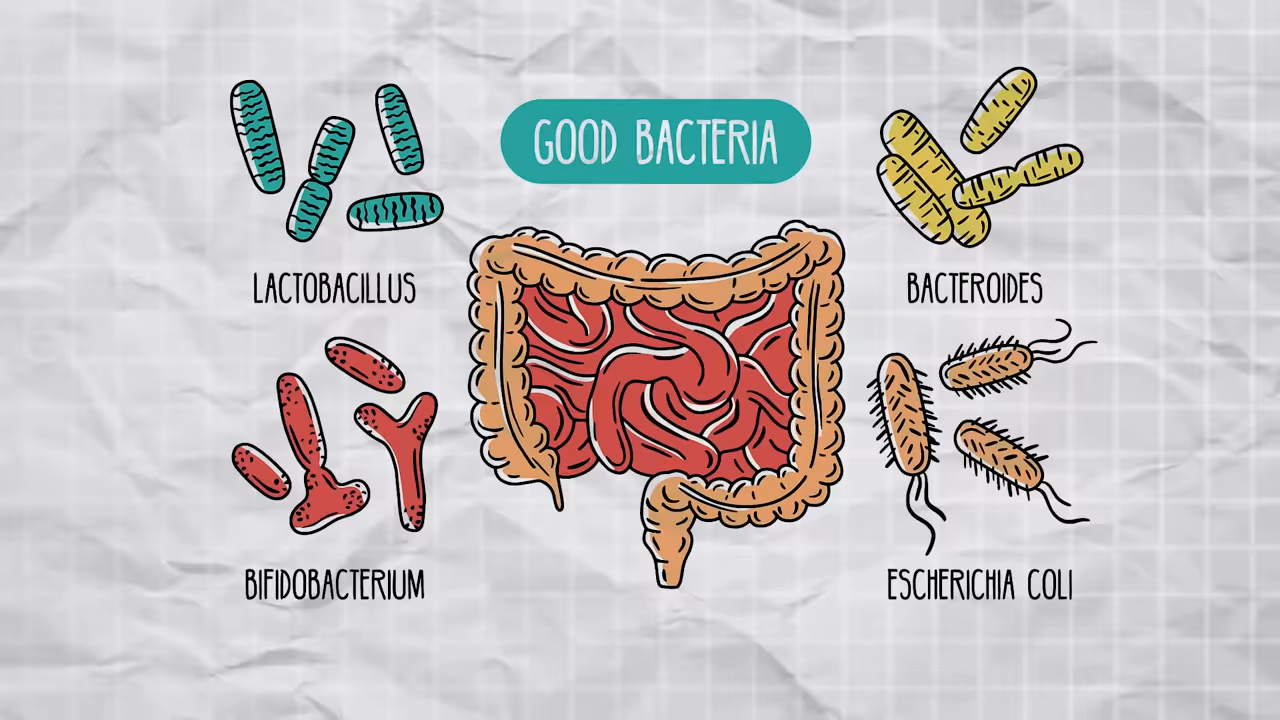 GOOD BACTERIA
LACTOBACILLUS
BACTEROIDES
BIFIDOBACTERIUM
ESCHERICHIA COLI